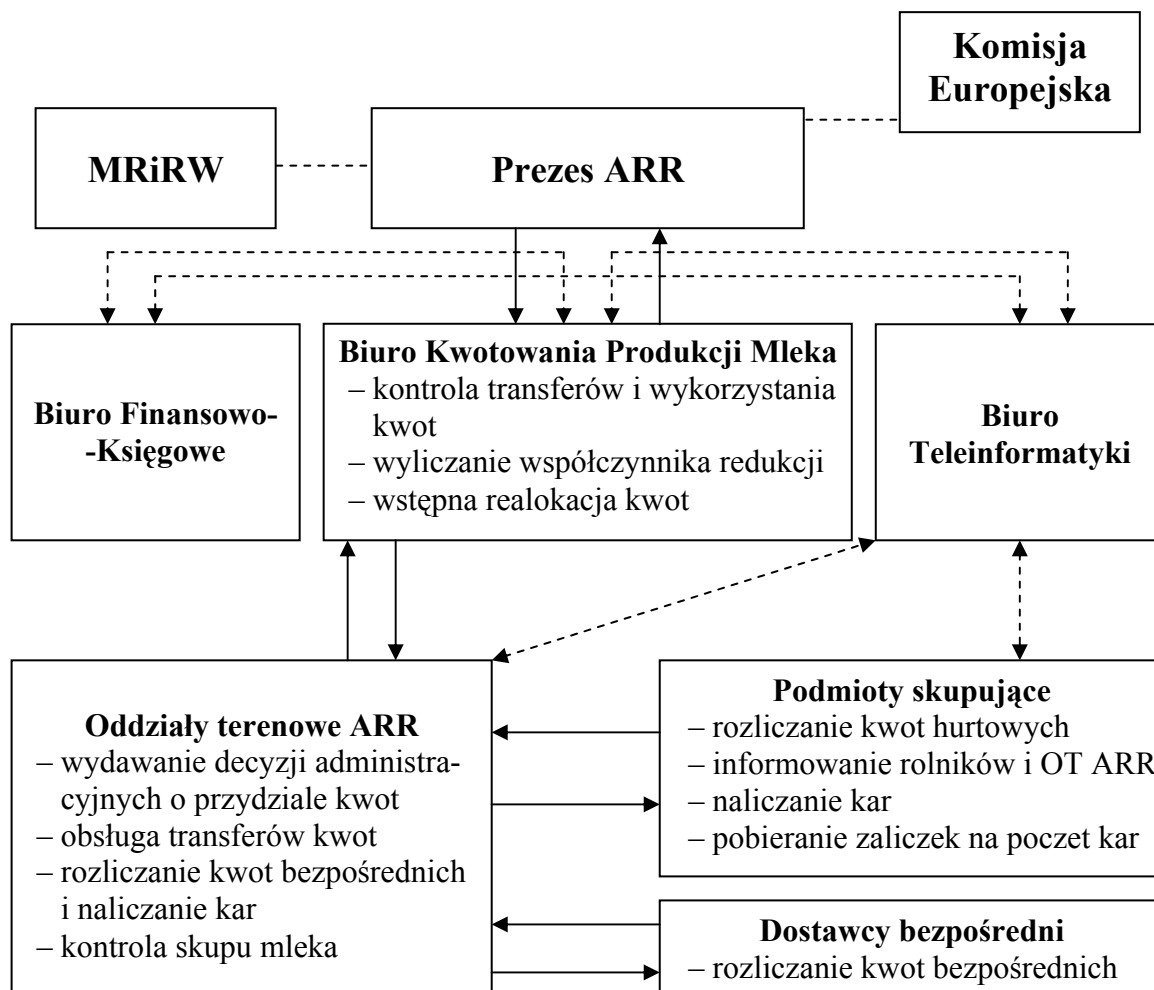 Komisja
Europejska
MRiRW
Prezes ARR
Biuro Finansowo-
-Księgowe
Biuro Kwotowania Produkcji Mleka
– kontrola transferów i wykorzystania
kwot
– wyliczanie współczynnika redukcji
– wstępna realokacja kwot
Biuro
Teleinformatyki
Oddziały terenowe ARR
– wydawanie decyzji administra-
cyjnych o przydziale kwot
– obsługa transferów kwot
– rozliczanie kwot bezpośrednich
i naliczanie kar
– kontrola skupu mleka
Podmioty skupujące
– rozliczanie kwot hurtowych
– informowanie rolników i OT ARR
– naliczanie kar
– pobieranie zaliczek na poczet kar
Dostawcy bezpośredni
– rozliczanie kwot bezpośrednich